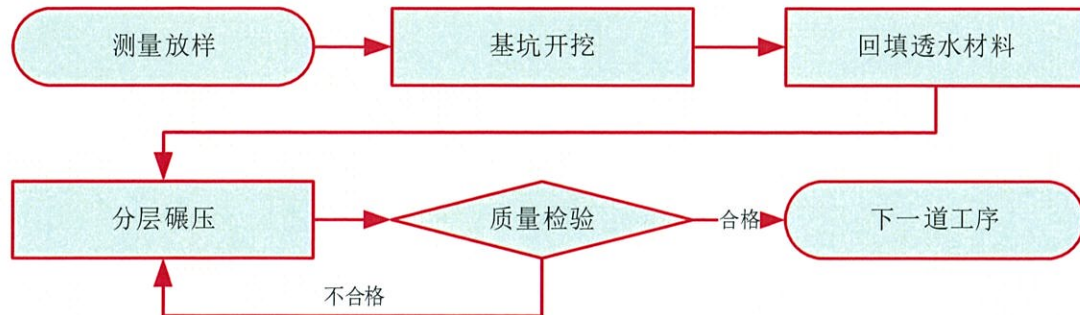 测量放样
基坑开挖
回填透水材料
分层碾压
质量检验
合格
下一道工序
不合格